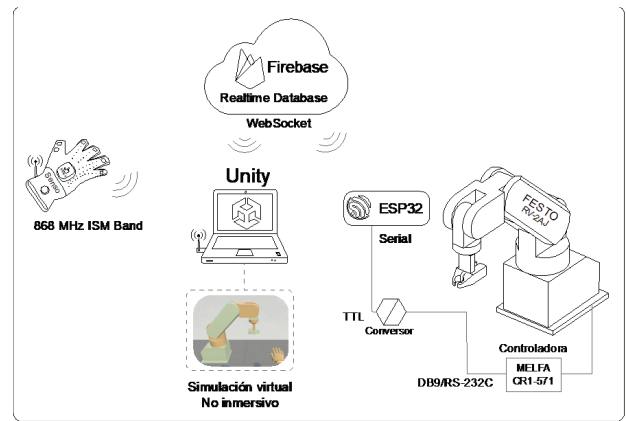 Firebase
Realtime Database
WebSocket
Senso
868 MHz ISM Band
Unity
ESP32
Serial
FESTO
RV-2AJ
TTL
Conversor
Controladora
MELFA
CR1-571
DB9/RS-232C
Simulación virtual
No inmersivo